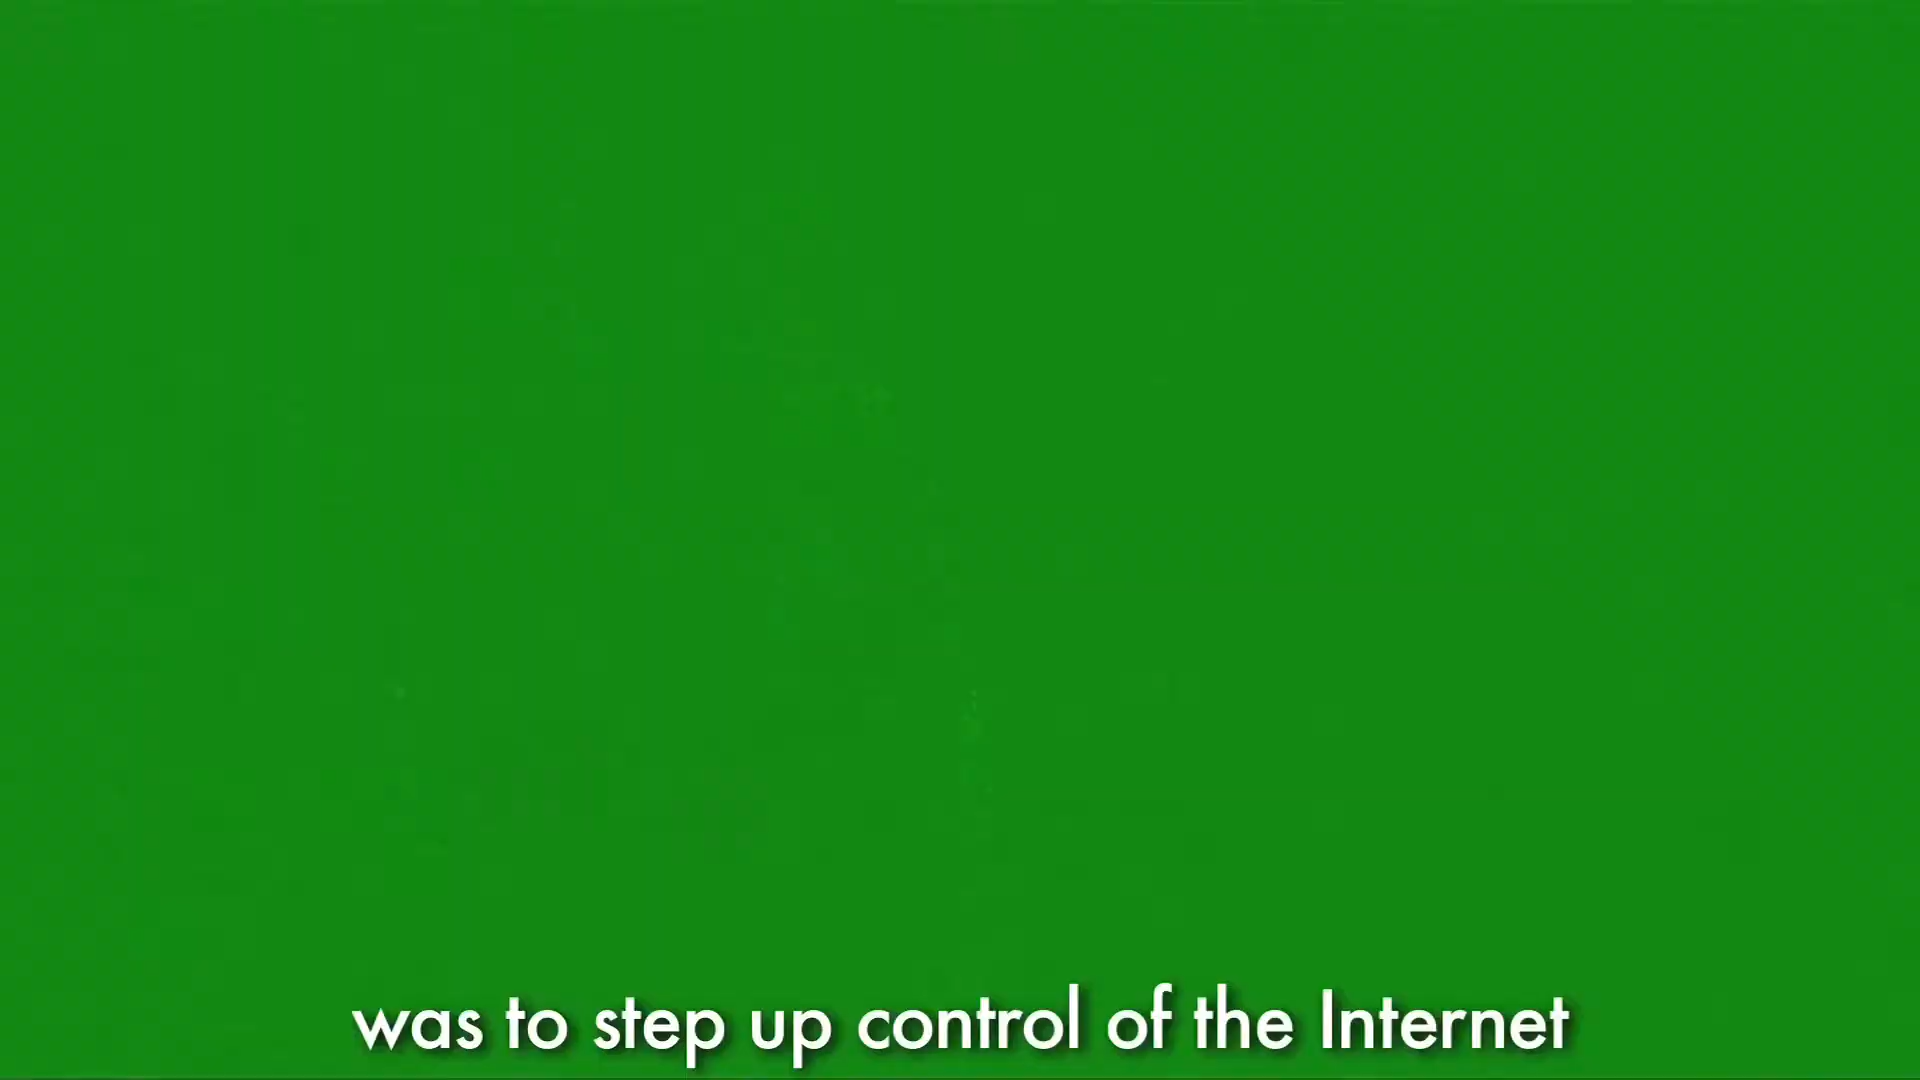 was to step up control of the Internet